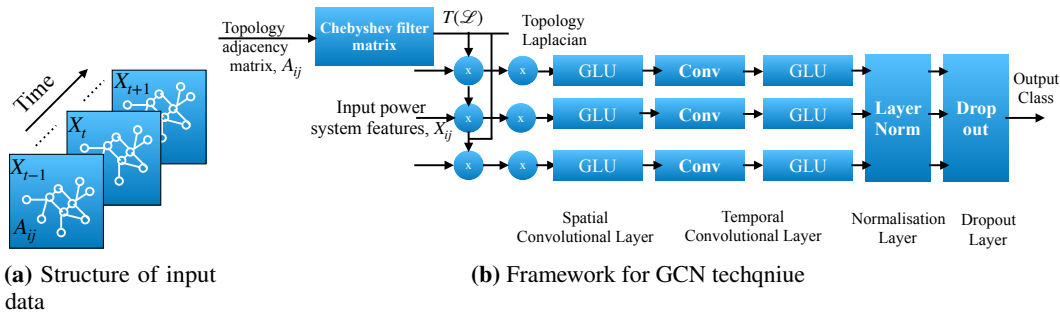 Time
X_{t+1}
X_t
X_{t-1}
A_{ij}
(a) Structure of input
data
Topology
adjacency
matrix, A_{ij}
Chebyshev filter
matrix
T(ℒ)
Topology
Laplacian
Input power
system features, X_{ij}
x x GLU Conv GLU
x x GLU Conv GLU
x x GLU Conv GLU
Layer
Norm
Drop
out
Output
Class
Spatial
Convolutional Layer
Temporal
Convolutional Layer
Normalisation
Layer
Dropout
Layer
(b) Framework for GCN techqniue